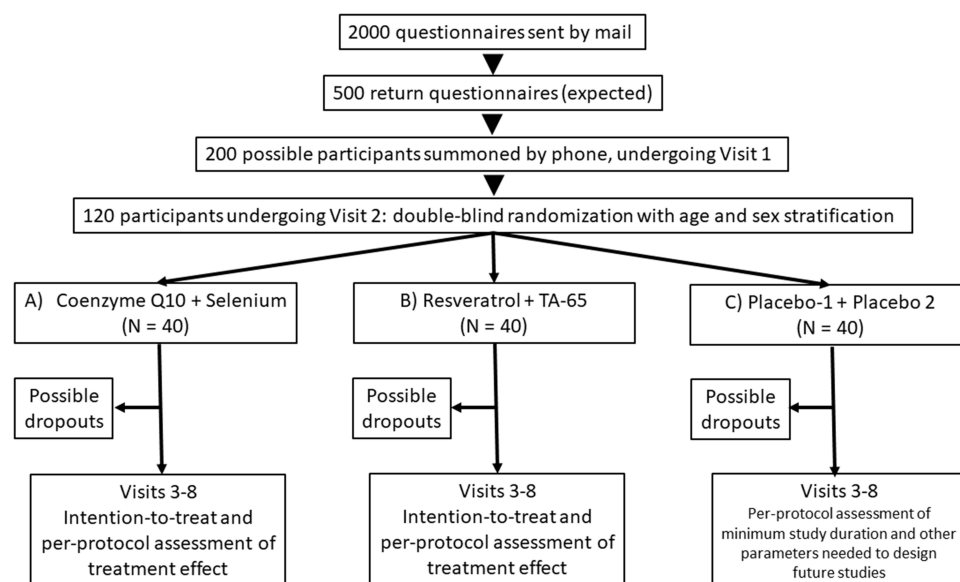 2000 questionnaires sent by mail
500 return questionnaires (expected)
200 possible participants summoned by phone, undergoing Visit 1
120 participants undergoing Visit 2: double-blind randomization with age and sex stratification
A) Coenzyme Q10 + Selenium
(N = 40)
B) Resveratrol + TA-65
(N = 40)
C) Placebo-1 + Placebo 2
(N = 40)
Possible
dropouts
Possible
dropouts
Possible
dropouts
Visits 3-8
Intention-to-treat and
per-protocol assessment of
treatment effect
Visits 3-8
Intention-to-treat and
per-protocol assessment of
treatment effect
Visits 3-8
Per-protocol assessment of
minimum study duration and other
parameters needed to design
future studies